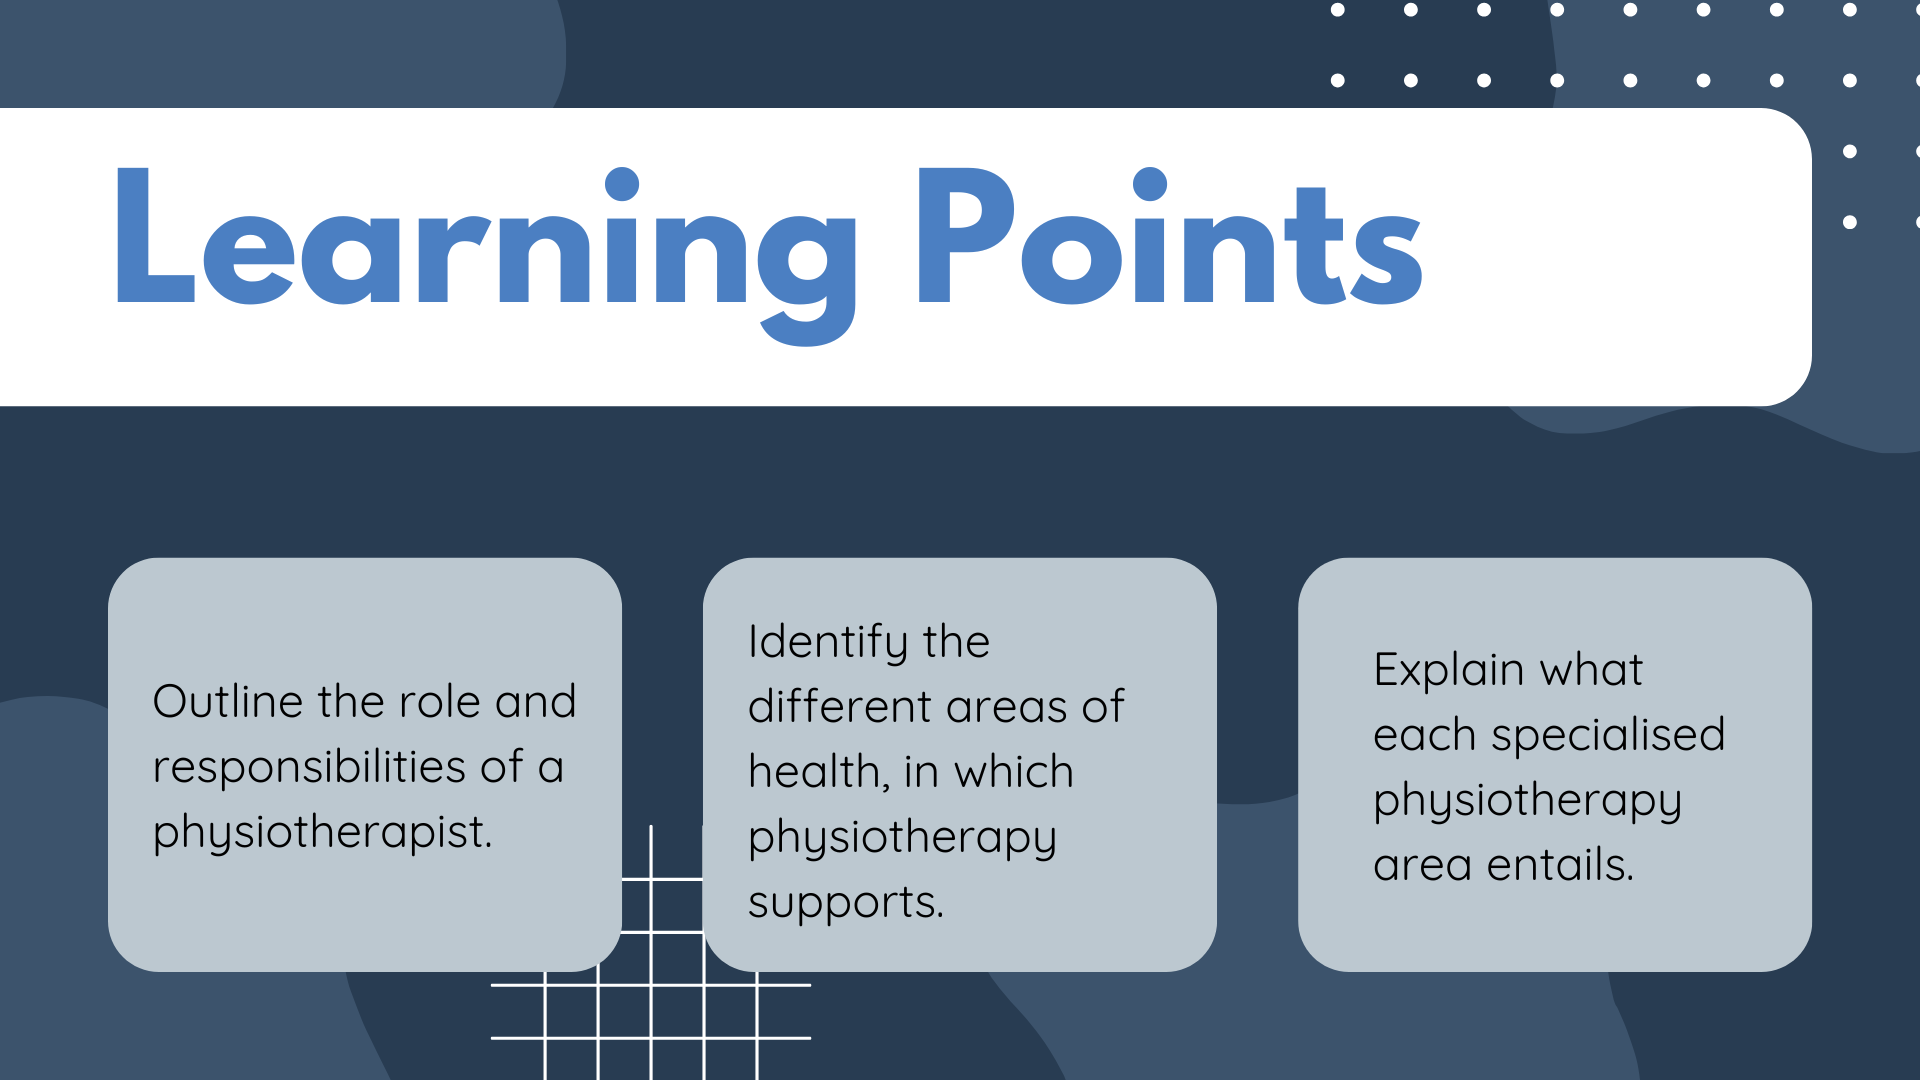 Learning Points
Outline the role and
responsibilities of a
physiotherapist.
Identify the
different areas of
health, in which
physiotherapy
supports.
Explain what
each specialised
physiotherapy
area entails.